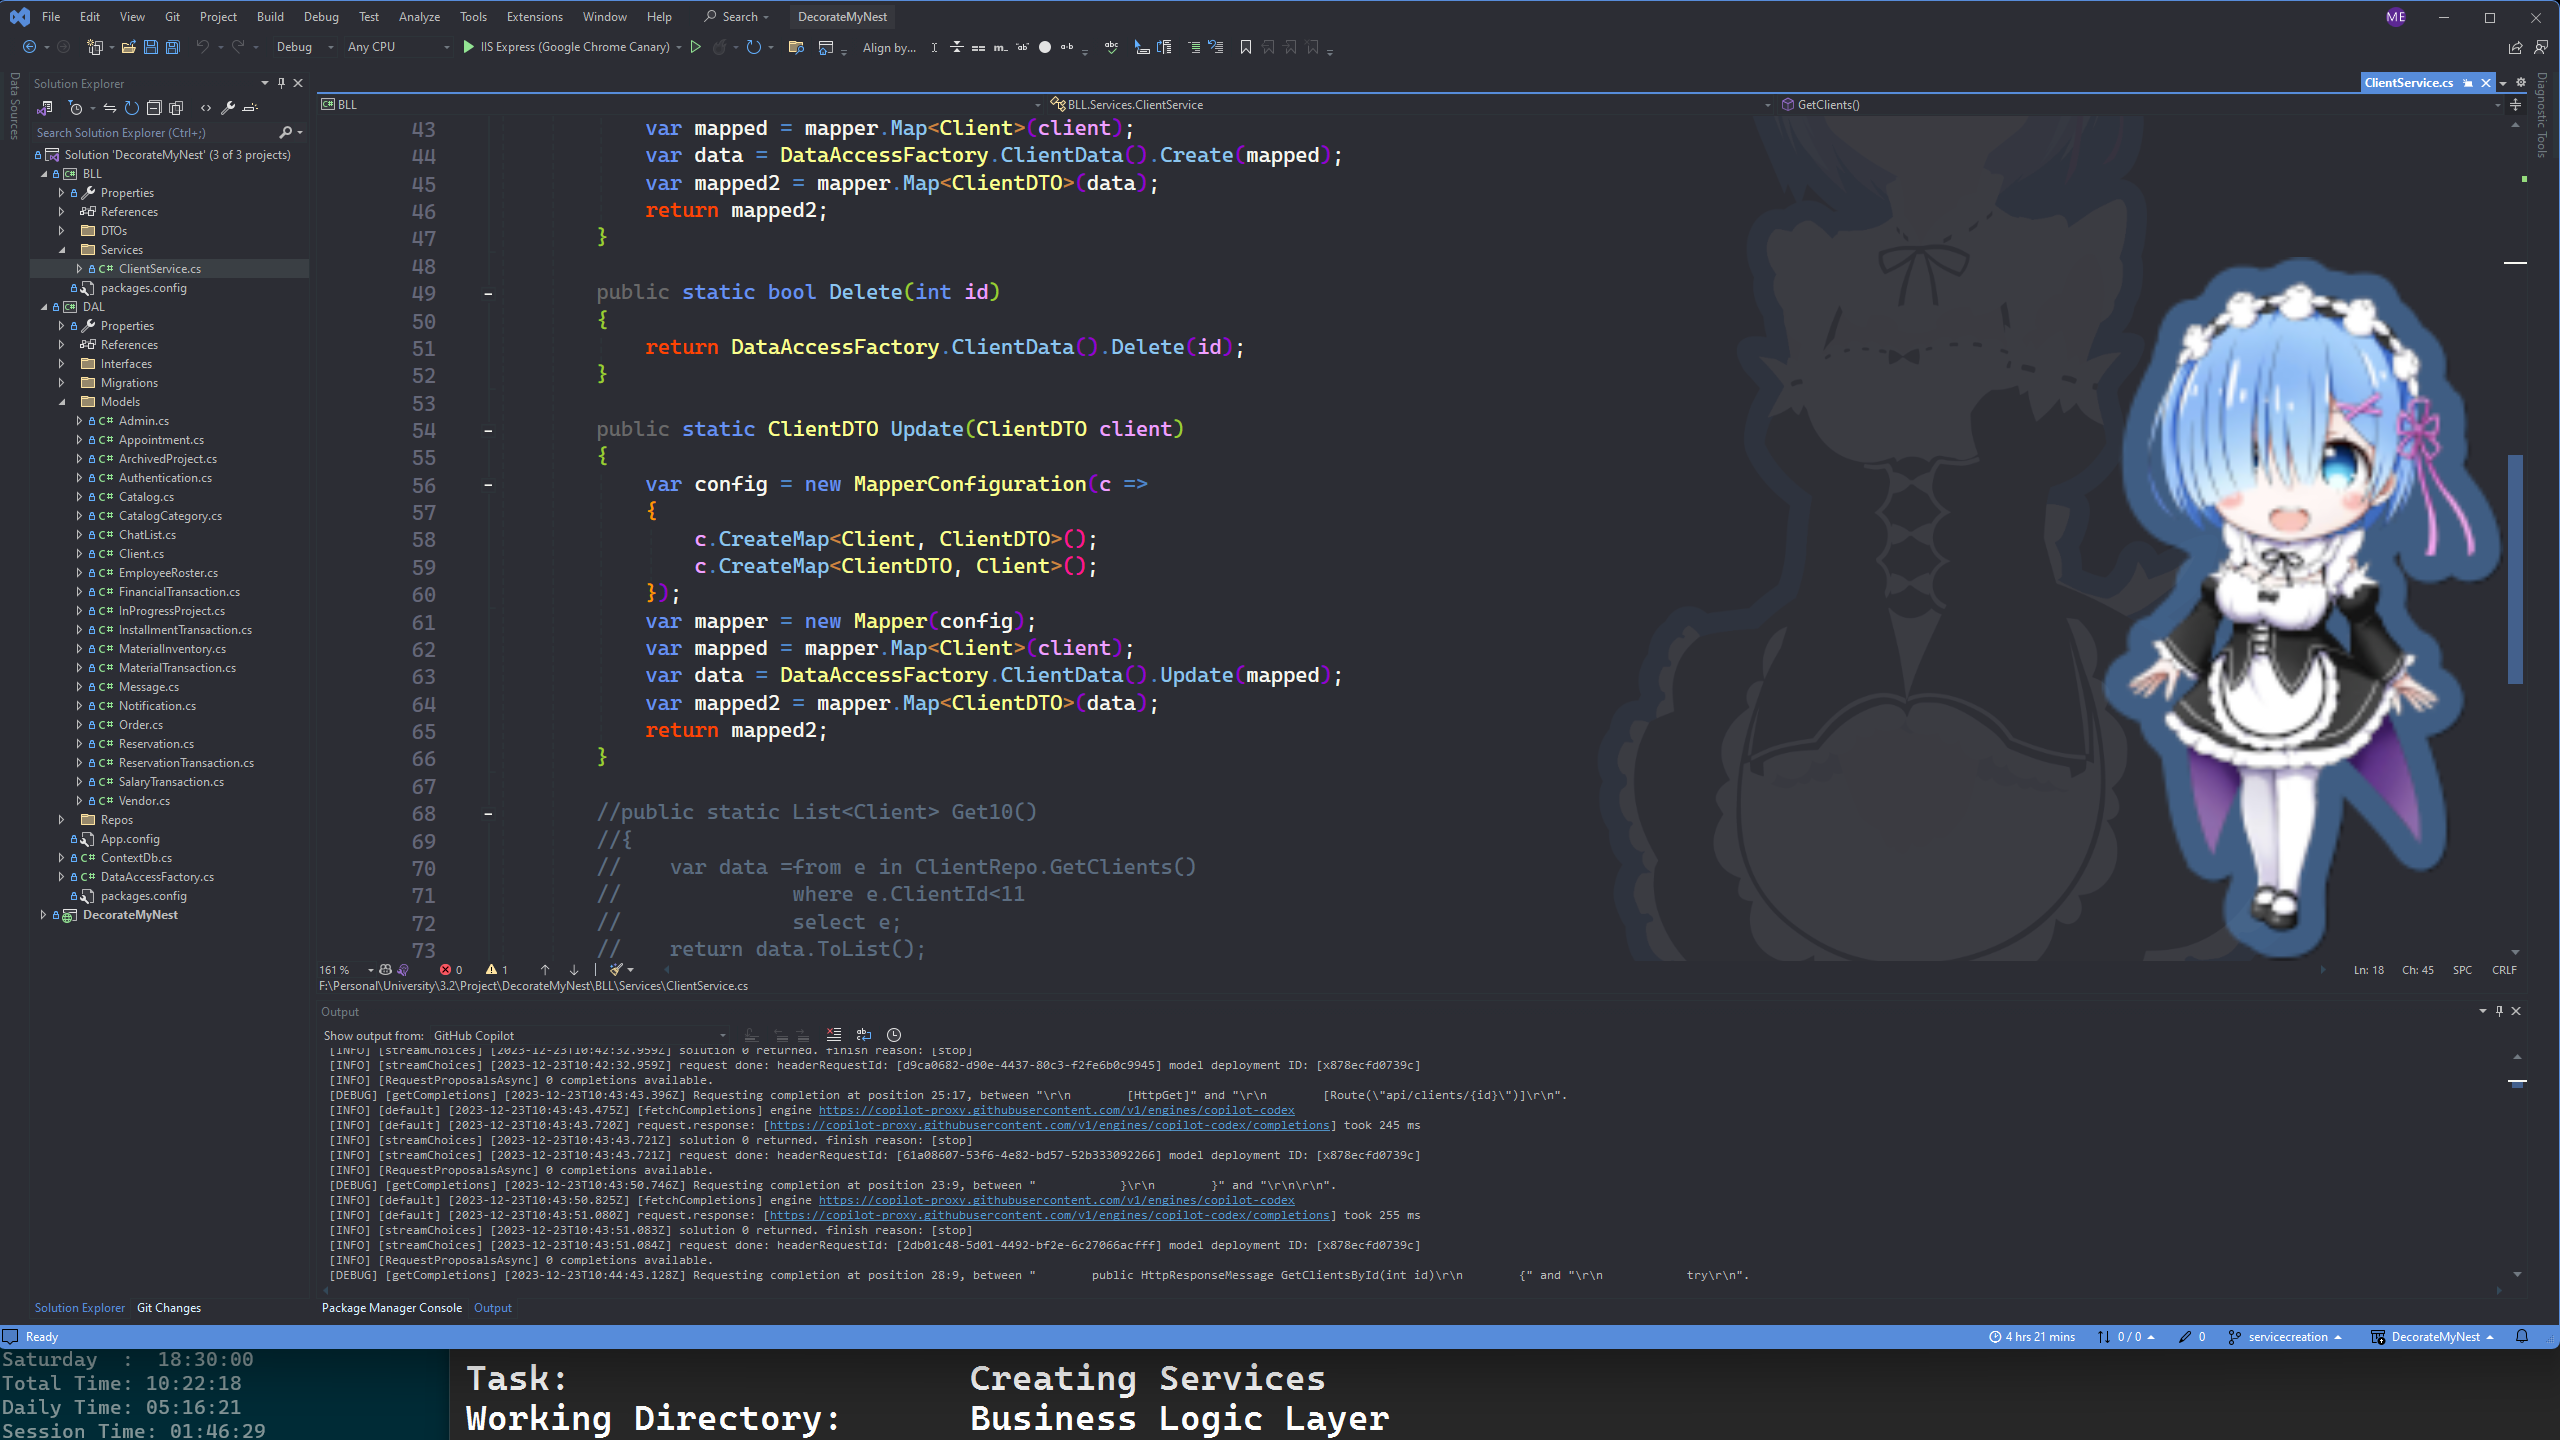 File Edit View Git Project Build Debug Test Analyze Tools Extensions Window Help Search DecorateMyNest ME
Debug Any CPU IIS Express (Google Chrome Canary) Align by...
Data Sources
Solution Explorer
Search Solution Explorer (Ctrl+;)
Solution 'DecorateMyNest' (3 of 3 projects)
BLL
Properties
References
DTOs
Services
C# ClientService.cs
packages.config
DAL
Properties
References
Interfaces
Migrations
Models
C# Admin.cs
C# Appointment.cs
C# ArchivedProject.cs
C# Authentication.cs
C# Catalog.cs
C# CatalogCategory.cs
C# ChatList.cs
C# Client.cs
C# EmployeeRoster.cs
C# FinancialTransaction.cs
C# InProgressProject.cs
C# InstallmentTransaction.cs
C# MaterialInventory.cs
C# MaterialTransaction.cs
C# Message.cs
C# Notification.cs
C# Order.cs
C# Reservation.cs
C# ReservationTransaction.cs
C# SalaryTransaction.cs
C# Vendor.cs
Repos
App.config
C# ContextDb.cs
C# DataAccessFactory.cs
packages.config
DecorateMyNest
Solution Explorer Git Changes
ClientService.cs
Diagnostic Tools
BLL BLL.Services.ClientService GetClients()
43 var mapped = mapper.Map<Client>(client);
44 var data = DataAccessFactory.ClientData().Create(mapped);
45 var mapped2 = mapper.Map<ClientDTO>(data);
46 return mapped2;
47 }
48
49 public static bool Delete(int id)
50 {
51 return DataAccessFactory.ClientData().Delete(id);
52 }
53
54 public static ClientDTO Update(ClientDTO client)
55 {
56 var config = new MapperConfiguration(c =>
57 {
58 c.CreateMap<Client, ClientDTO>();
59 c.CreateMap<ClientDTO, Client>();
60 });
61 var mapper = new Mapper(config);
62 var mapped = mapper.Map<Client>(client);
63 var data = DataAccessFactory.ClientData().Update(mapped);
64 var mapped2 = mapper.Map<ClientDTO>(data);
65 return mapped2;
66 }
67
68 //public static List<Client> Get10()
69 //{
70 // var data =from e in ClientRepo.GetClients()
71 // where e.ClientId<11
72 // select e;
73 // return data.ToList();
161 % 0 1 Ln: 18 Ch: 45 SPC CRLF
F:\Personal\University\3.2\Project\DecorateMyNest\BLL\Services\ClientService.cs
Output
Show output from: GitHub Copilot
[INFO] [streamChoices] [2023-12-23T10:42:32.959Z] solution 0 returned. finish reason: [stop]
[INFO] [streamChoices] [2023-12-23T10:42:32.959Z] request done: headerRequestId: [d9ca0682-d90e-4437-80c3-f2fe6b0c9945] model deployment ID: [x878ecfd0739c]
[INFO] [RequestProposalsAsync] 0 completions available.
[DEBUG] [getCompletions] [2023-12-23T10:43:43.396Z] Requesting completion at position 25:17, between "\r\n [HttpGet]" and "\r\n [Route(\"api/clients/{id}\")]\r\n".
[INFO] [default] [2023-12-23T10:43:43.475Z] [fetchCompletions] engine https://copilot-proxy.githubusercontent.com/v1/engines/copilot-codex
[INFO] [default] [2023-12-23T10:43:43.720Z] request.response: [https://copilot-proxy.githubusercontent.com/v1/engines/copilot-codex/completions] took 245 ms
[INFO] [streamChoices] [2023-12-23T10:43:43.721Z] solution 0 returned. finish reason: [stop]
[INFO] [streamChoices] [2023-12-23T10:43:43.721Z] request done: headerRequestId: [61a08607-53f6-4e82-bd57-52b333092266] model deployment ID: [x878ecfd0739c]
[INFO] [RequestProposalsAsync] 0 completions available.
[DEBUG] [getCompletions] [2023-12-23T10:43:50.746Z] Requesting completion at position 23:9, between " }\r\n }" and "\r\n\r\n".
[INFO] [default] [2023-12-23T10:43:50.825Z] [fetchCompletions] engine https://copilot-proxy.githubusercontent.com/v1/engines/copilot-codex
[INFO] [default] [2023-12-23T10:43:51.080Z] request.response: [https://copilot-proxy.githubusercontent.com/v1/engines/copilot-codex/completions] took 255 ms
[INFO] [streamChoices] [2023-12-23T10:43:51.083Z] solution 0 returned. finish reason: [stop]
[INFO] [streamChoices] [2023-12-23T10:43:51.084Z] request done: headerRequestId: [2db01c48-5d01-4492-bf2e-6c27066acfff] model deployment ID: [x878ecfd0739c]
[INFO] [RequestProposalsAsync] 0 completions available.
[DEBUG] [getCompletions] [2023-12-23T10:44:43.128Z] Requesting completion at position 28:9, between " public HttpResponseMessage GetClientsById(int id)\r\n {" and "\r\n try\r\n".
Package Manager Console Output
Ready 4 hrs 21 mins 0 / 0 0 servicecreation DecorateMyNest
Saturday : 18:30:00
Total Time: 10:22:18
Daily Time: 05:16:21
Session Time: 01:46:29
Task: Creating Services
Working Directory: Business Logic Layer